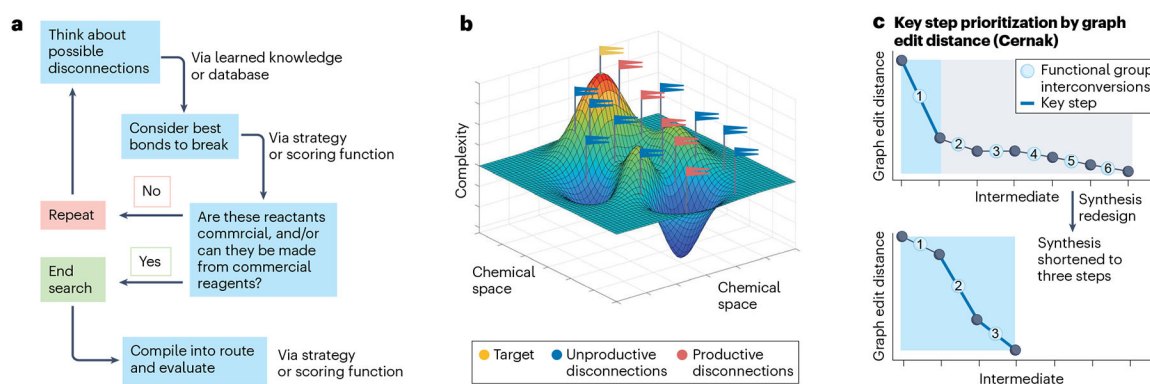 a
Think about
possible
disconnections
Via learned knowledge
or database
Consider best
bonds to break
Via strategy
or scoring function
No
Repeat
Are these reactants
commrcial, and/or
can they be made
from commercial
reagents?
Yes
End
search
Compile into route
and evaluate
Via strategy
or scoring function
b
Complexity
Chemical
space
Chemical
space
Target
Unproductive
disconnections
Productive
disconnections
c Key step prioritization by graph
edit distance (Cernak)
Graph edit distance
Functional group
interconversions
Key step
1
2
3
4
5
6
Intermediate
Synthesis
redesign
Synthesis
shortened to
three steps
Graph edit distance
1
2
3
Intermediate